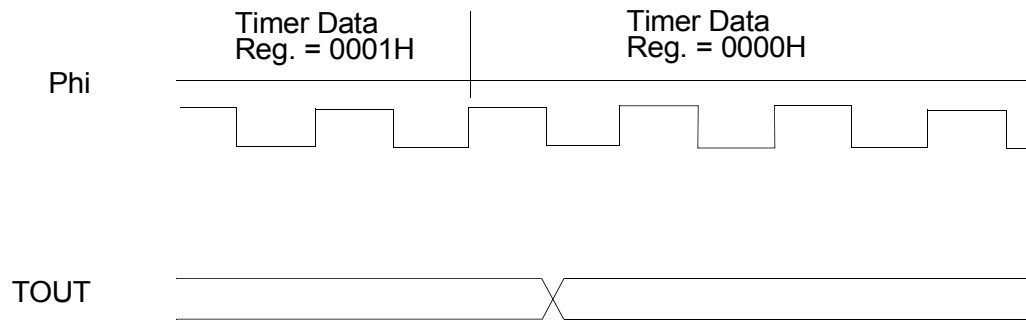 Timer Data
Reg. = 0001H
Timer Data
Reg. = 0000H
Phi
TOUT